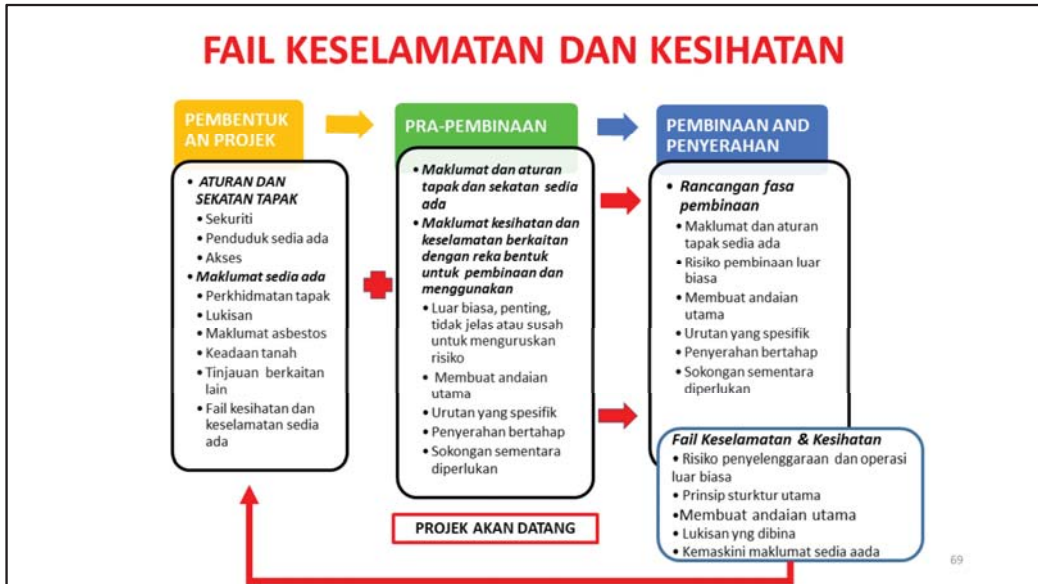 FAIL KESELAMATAN DAN KESIHATAN
PEMBENTUK
AN PROJEK
• ATURAN DAN
SEKATAN TAPAK
• Sekuriti
• Penduduk sedia ada
• Akses
• Maklumat sedia ada
• Perkhidmatan tapak
• Lukisan
• Maklumat asbestos
• Keadaan tanah
• Tinjauan berkaitan
lain
• Fail kesihatan dan
keselamatan sedia
ada
PRA-PEMBINAAN
• Maklumat dan aturan
tapak dan sekatan sedia
ada
• Maklumat kesihatan dan
keselamatan berkaitan
dengan reka bentuk
untuk pembinaan dan
menggunakan
• Luar biasa, penting,
tidak jelas atau susah
untuk menguruskan
risiko
• Membuat andaian
utama
• Urutan yang spesifik
• Penyerahan bertahap
• Sokongan sementara
diperlukan
PEMBINAAN AND
PENYERAHAN
• Rancangan fasa
pembinaan
• Maklumat dan aturan
tapak sedia ada
• Risiko pembinaan luar
biasa
• Membuat andaian
utama
• Urutan yang spesifik
• Penyerahan bertahap
• Sokongan sementara
diperlukan
Fail Keselamatan & Kesihatan
• Risiko penyelenggaraan dan operasi
luar biasa
• Prinsip sturktur utama
•Membuat andaian utama
• Lukisan yng dibina
• Kemaskini maklumat sedia aada
PROJEK AKAN DATANG
69